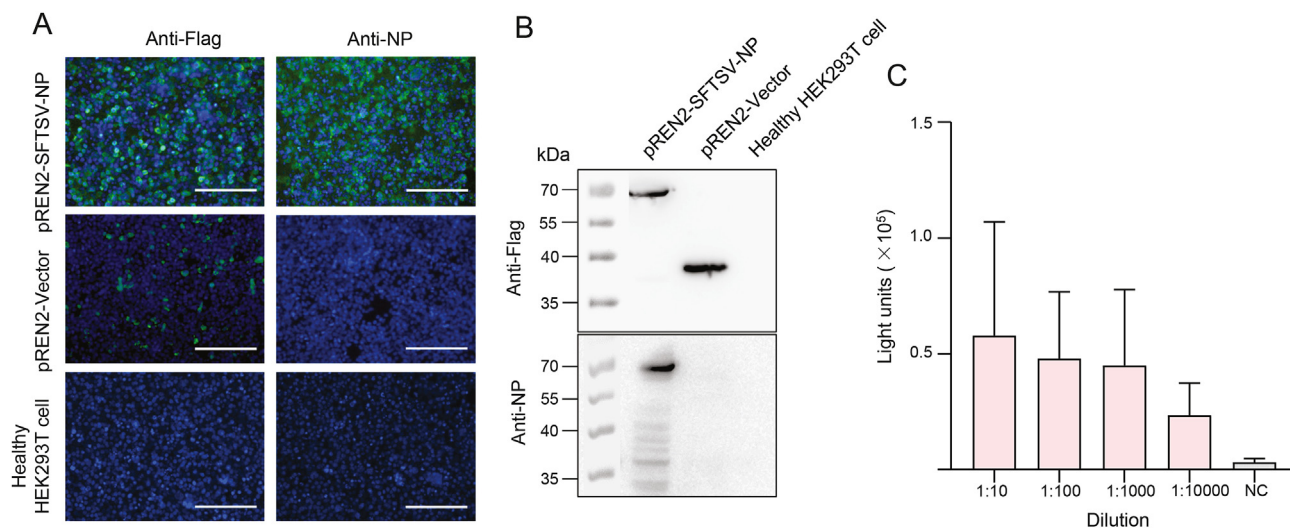 A
Anti-Flag
Anti-NP
pREN2-SFTSV-NP
pREN2-Vector
Healthy
HEK293T cell
B
pREN2-SFTSV-NP
pREN2-Vector
Healthy HEK293T cell
kDa
70
55
40
35
Anti-Flag
70
55
40
35
Anti-NP
C
Light units ( ×10⁵)
1.5
1.0
0.5
1:10
1:100
1:1000
1:10000
NC
Dilution